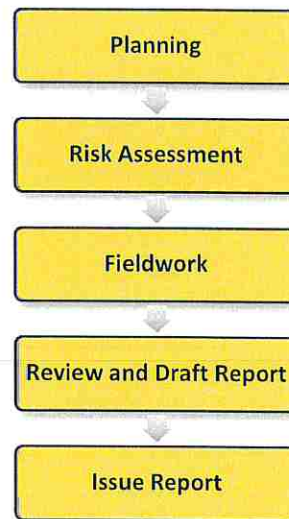 Planning
Risk Assessment
Fieldwork
Review and Draft Report
Issue Report